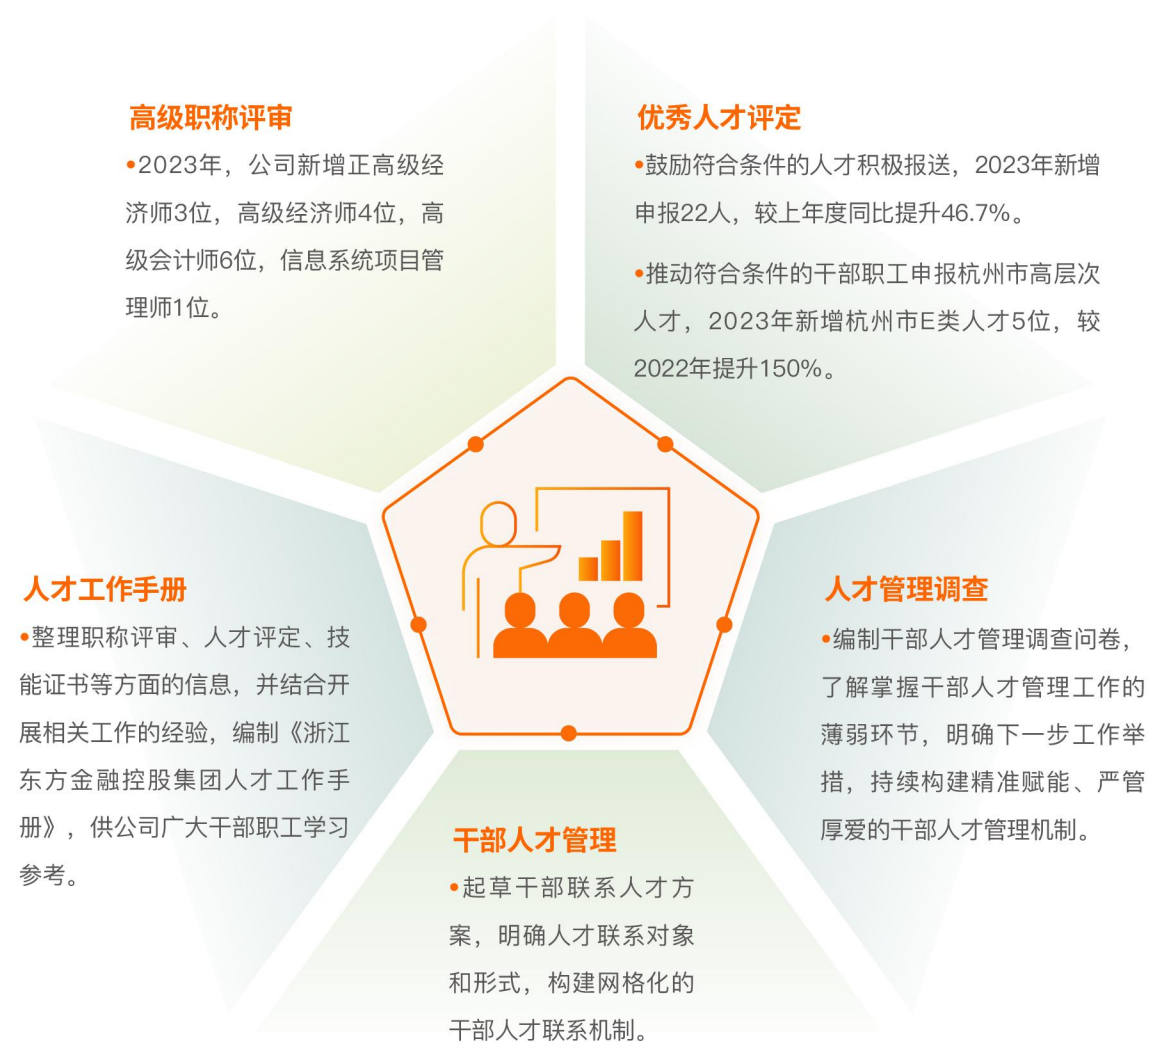 高级职称评审
•2023年，公司新增正高级经
济师3位，高级经济师4位，高
级会计师6位，信息系统项目管
理师1位。
优秀人才评定
•鼓励符合条件的人才积极报送，2023年新增
申报22人，较上年度同比提升46.7%。
•推动符合条件的干部职工申报杭州市高层次
人才，2023年新增杭州市E类人才5位，较
2022年提升150%。
人才工作手册
•整理职称评审、人才评定、技
能证书等方面的信息，并结合开
展相关工作的经验，编制《浙江
东方金融控股集团人才工作手
册》，供公司广大干部职工学习
参考。
人才管理调查
•编制干部人才管理调查问卷，
了解掌握干部人才管理工作的
薄弱环节，明确下一步工作举
措，持续构建精准赋能、严管
厚爱的干部人才管理机制。
干部人才管理
•起草干部联系人才方
案，明确人才联系对象
和形式，构建网格化的
干部人才联系机制。